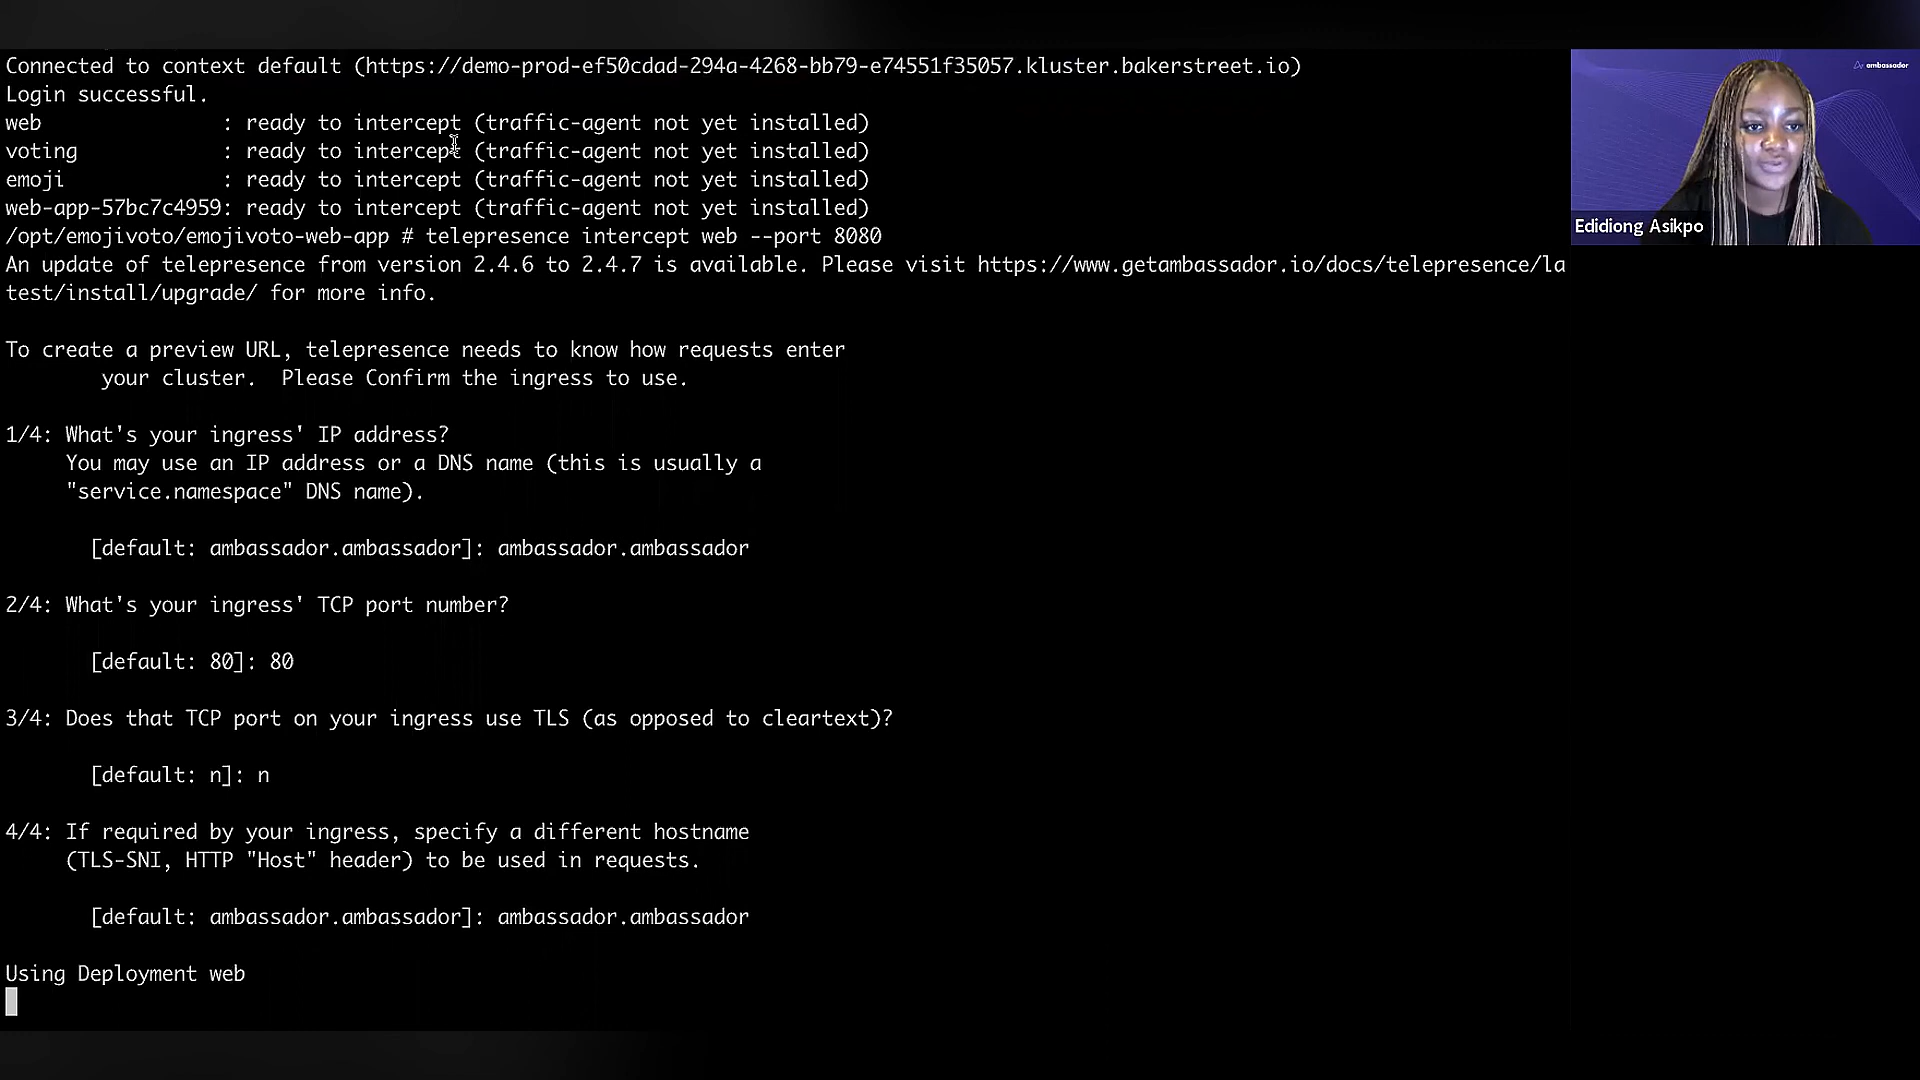 Connected to context default (https://demo-prod-ef50cdad-294a-4268-bb79-e74551f35057.kluster.bakerstreet.io)
Login successful.
web : ready to intercept (traffic-agent not yet installed)
voting : ready to intercept (traffic-agent not yet installed)
emoji : ready to intercept (traffic-agent not yet installed)
web-app-57bc7c4959: ready to intercept (traffic-agent not yet installed)
/opt/emojivoto/emojivoto-web-app # telepresence intercept web --port 8080
An update of telepresence from version 2.4.6 to 2.4.7 is available. Please visit https://www.getambassador.io/docs/telepresence/la
test/install/upgrade/ for more info.
To create a preview URL, telepresence needs to know how requests enter
your cluster. Please Confirm the ingress to use.
1/4: What's your ingress' IP address?
You may use an IP address or a DNS name (this is usually a
"service.namespace" DNS name).
[default: ambassador.ambassador]: ambassador.ambassador
2/4: What's your ingress' TCP port number?
[default: 80]: 80
3/4: Does that TCP port on your ingress use TLS (as opposed to cleartext)?
[default: n]: n
4/4: If required by your ingress, specify a different hostname
(TLS-SNI, HTTP "Host" header) to be used in requests.
[default: ambassador.ambassador]: ambassador.ambassador
Using Deployment web
ambassador
Edidiong Asikpo